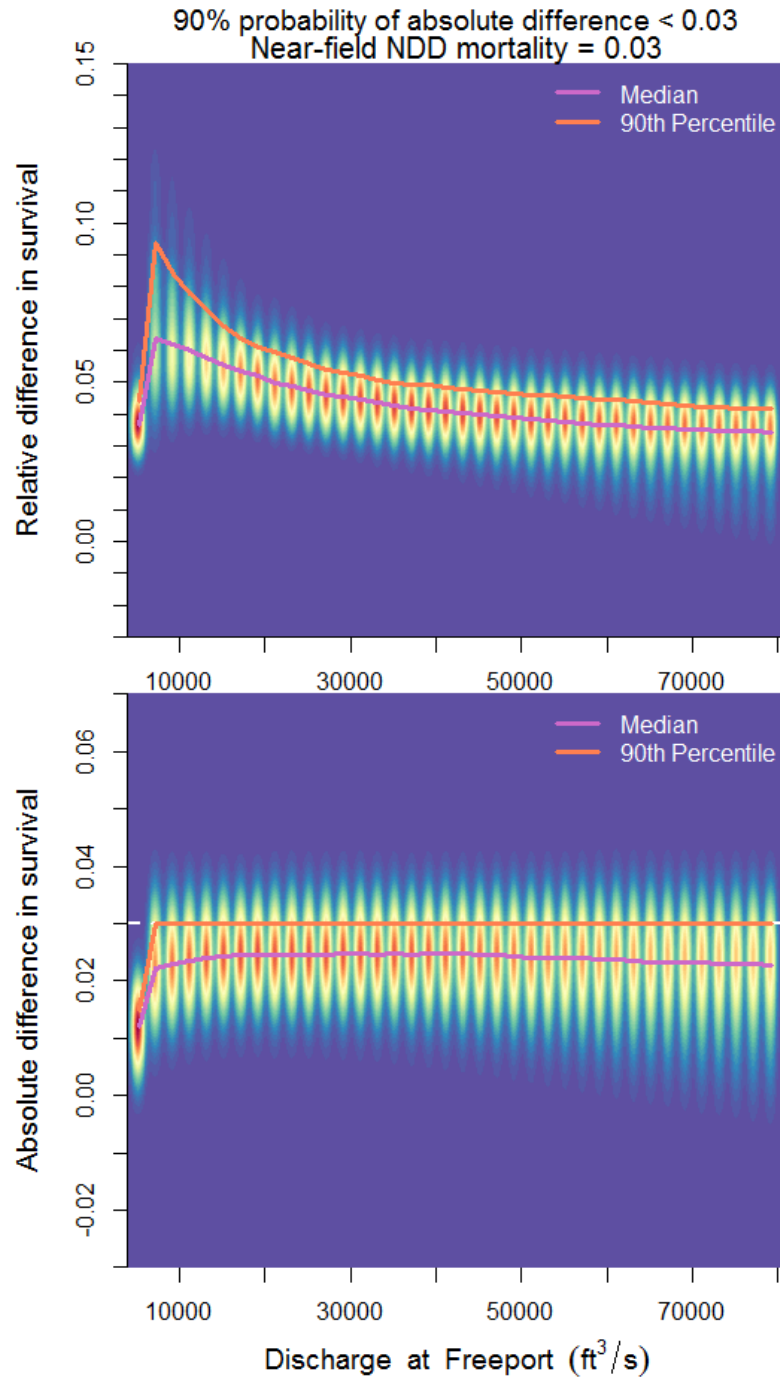 90% probability of absolute difference < 0.03
Near-field NDD mortality = 0.03
Relative difference in survival
0.15
0.10
0.05
0.00
Median
90th Percentile
10000 30000 50000 70000
Absolute difference in survival
0.06
0.04
0.02
0.00
-0.02
Median
90th Percentile
10000 30000 50000 70000
Discharge at Freeport (ft³/s)